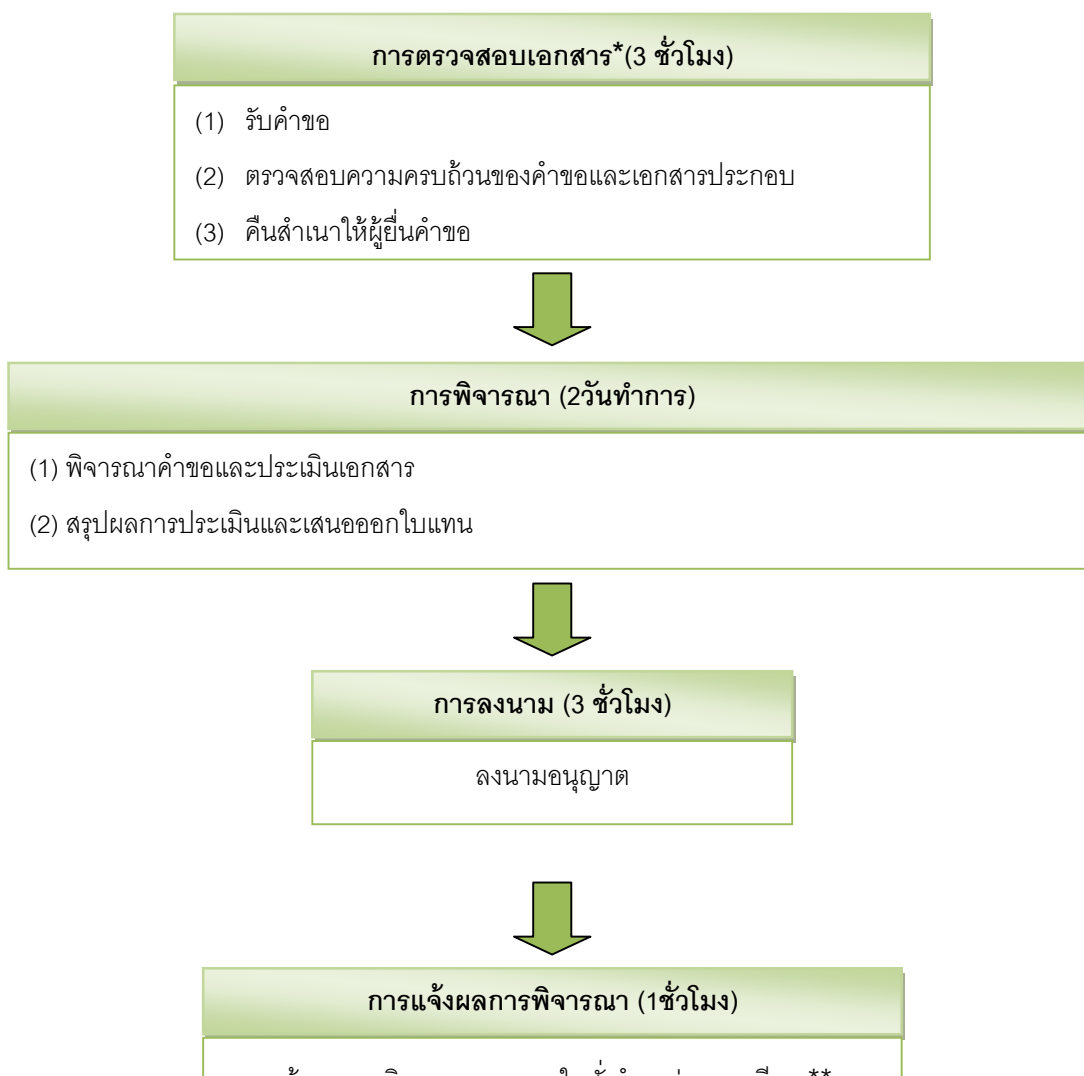 การตรวจสอบเอกสาร*(3 ชั่วโมง)
(1) รับคำขอ
(2) ตรวจสอบความครบถ้วนของคำขอและเอกสารประกอบ
(3) คืนสำเนาให้ผู้ยื่นคำขอ
การพิจารณา (2วันทำการ)
(1) พิจารณาคำขอและประเมินเอกสาร
(2) สรุปผลการประเมินและเสนอออกใบแทน
การลงนาม (3 ชั่วโมง)
ลงนามอนุญาต
การแจ้งผลการพิจารณา (1ชั่วโมง)